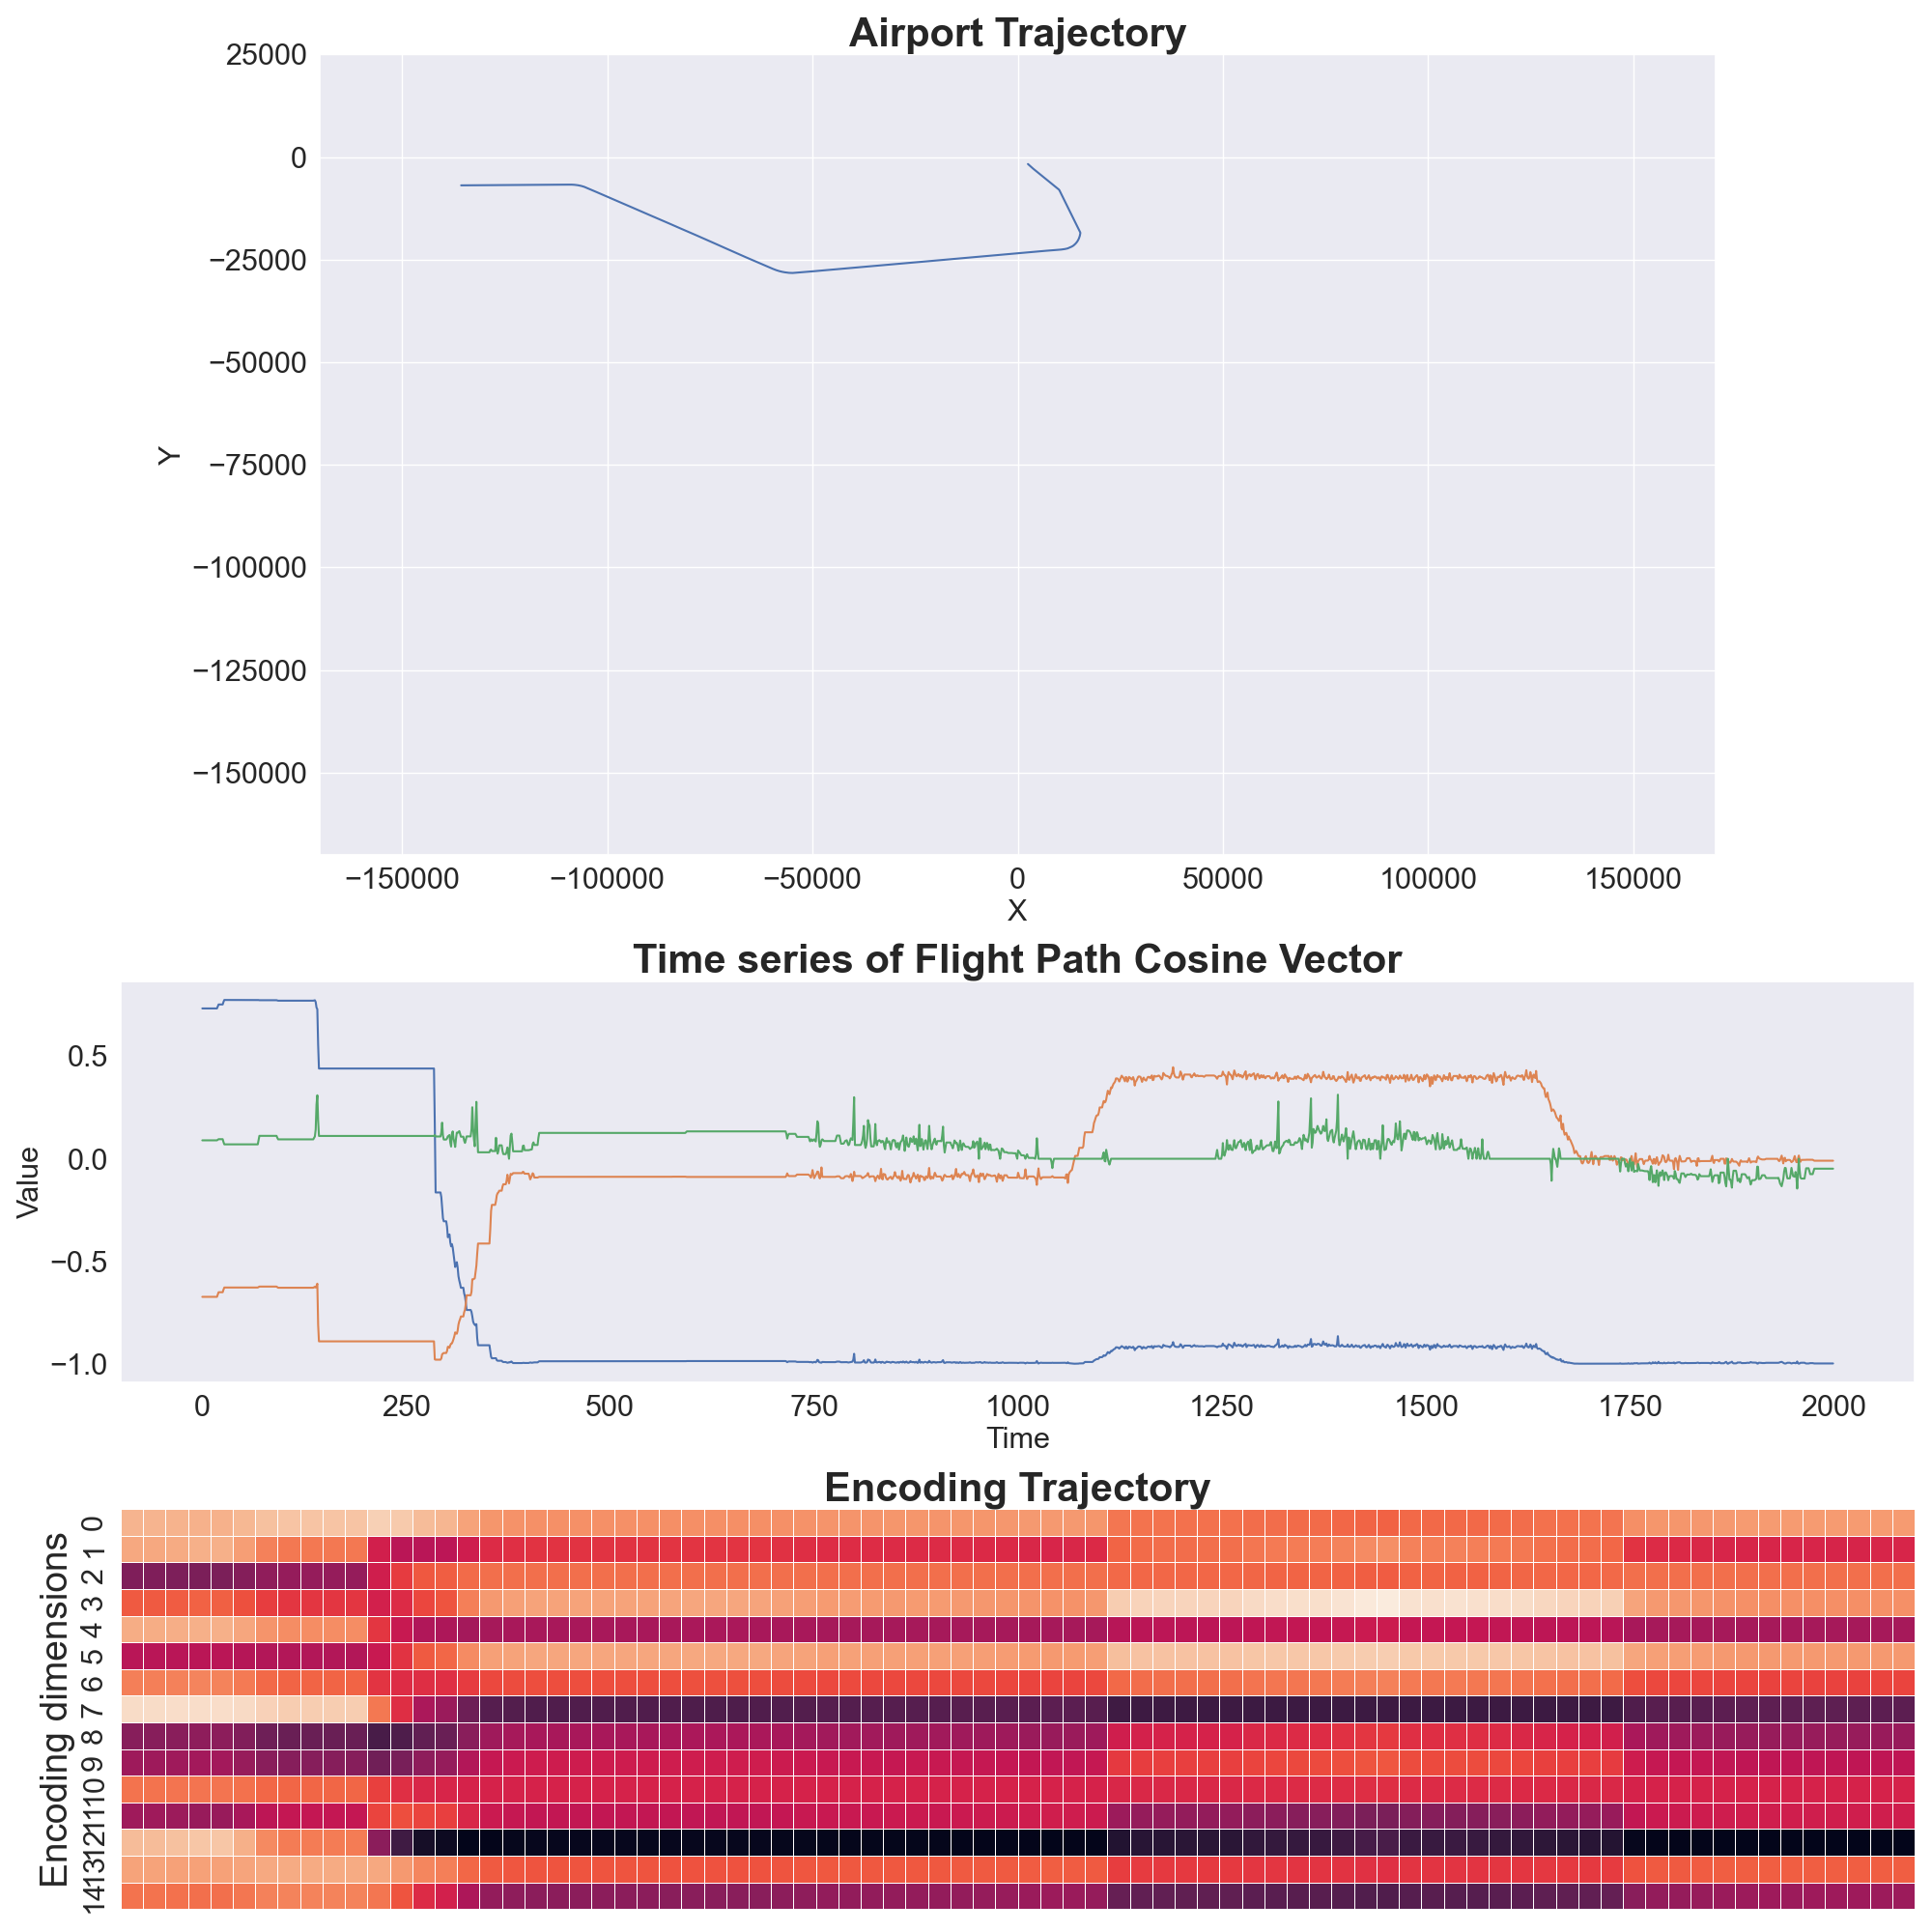 Airport Trajectory
25000
0
−25000
−50000
−75000
−100000
−125000
−150000
Y
−150000 −100000 −50000 0 50000 100000 150000
X
Time series of Flight Path Cosine Vector
0.5
0.0
−0.5
−1.0
Value
0 250 500 750 1000 1250 1500 1750 2000
Time
Encoding Trajectory
Encoding dimensions
0
1
2
3
4
5
6
7
8
9
10
11
12
13
14